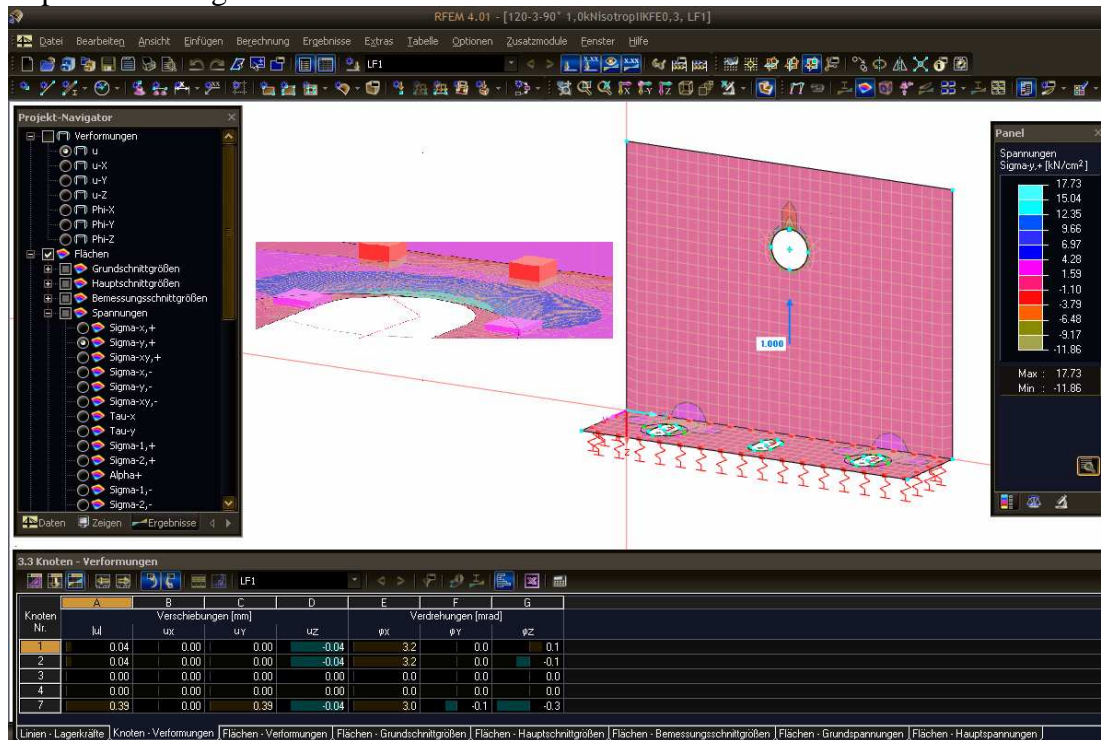 RFEM 4.01 - [120-3-90° 1,0kNisotropIIKFE0,3, LF1]
Datei Bearbeiten Ansicht Einfügen Berechnung Ergebnisse Extras Tabelle Optionen Zusatzmodule Fenster Hilfe
LF1
Projekt-Navigator
Verformungen
u
u-X
u-Y
u-Z
Phi-X
Phi-Y
Phi-Z
Flächen
Grundschnittgrößen
Hauptschnittgrößen
Bemessungsschnittgrößen
Spannungen
Sigma-x,+
Sigma-y,+
Sigma-xy,+
Sigma-x,-
Sigma-y,-
Sigma-xy,-
Tau-x
Tau-y
Sigma-1,+
Sigma-2,+
Alpha+
Sigma-1,-
Sigma-2,-
Daten Zeigen Ergebnisse
1.000
Panel
Spannungen
Sigma-y,+ [kN/cm²]
17.73
15.04
12.35
9.66
6.97
4.28
1.59
-1.10
-3.79
-6.48
-9.17
-11.86
Max : 17.73
Min : -11.86
3.3 Knoten - Verformungen
LF1
A B C D E F G
Knoten Verschiebungen [mm] Verdrehungen [mrad]
Nr. |u| uX uY uZ φX φY φZ
1 0.04 0.00 0.00 -0.04 3.2 0.0 0.1
2 0.04 0.00 0.00 -0.04 3.2 0.0 -0.1
3 0.00 0.00 0.00 0.00 0.0 0.0 0.0
4 0.00 0.00 0.00 0.00 0.0 0.0 0.0
7 0.39 0.00 0.39 -0.04 3.0 -0.1 -0.3
Linien - Lagerkräfte Knoten - Verformungen Flächen - Verformungen Flächen - Grundschnittgrößen Flächen - Hauptschnittgrößen Flächen - Bemessungsschnittgrößen Flächen - Grundspannungen Flächen - Hauptspannungen